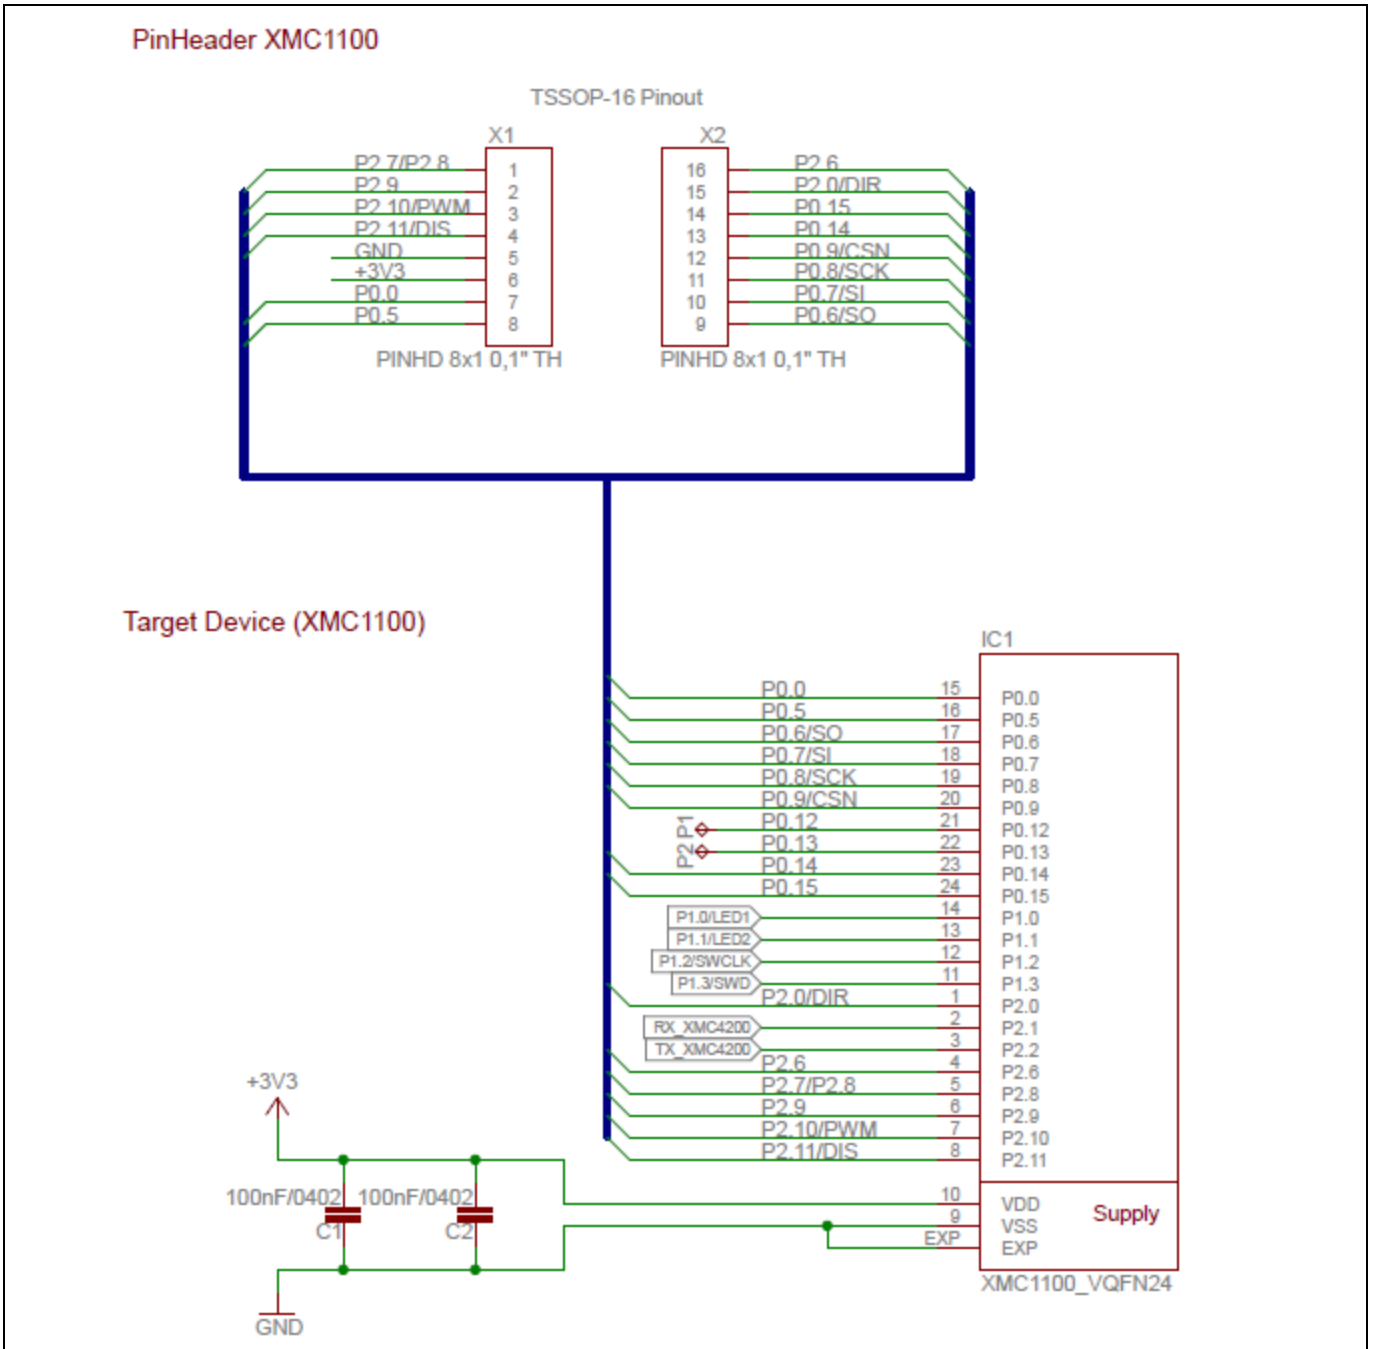 PinHeader XMC1100
TSSOP-16 Pinout
X1
X2
P2.7/P2.8 1
P2.9 2
P2.10/PWM 3
P2.11/DIS 4
GND 5
+3V3 6
P0.0 7
P0.5 8
PINHD 8x1 0,1" TH
16 P2.6
15 P2.0/DIR
14 P0.15
13 P0.14
12 P0.9/CSN
11 P0.8/SCK
10 P0.7/SI
9 P0.6/SO
PINHD 8x1 0,1" TH
Target Device (XMC1100)
IC1
P0.0 15 P0.0
P0.5 16 P0.5
P0.6/SO 17 P0.6
P0.7/SI 18 P0.7
P0.8/SCK 19 P0.8
P0.9/CSN 20 P0.9
P1 P0.12 21 P0.12
P2 P0.13 22 P0.13
P0.14 23 P0.14
P0.15 24 P0.15
P1.0/LED1 14 P1.0
P1.1/LED2 13 P1.1
P1.2/SWCLK 12 P1.2
P1.3/SWD 11 P1.3
P2.0/DIR 1 P2.0
RX_XMC4200 2 P2.1
TX_XMC4200 3 P2.2
P2.6 4 P2.6
P2.7/P2.8 5 P2.8
P2.9 6 P2.9
P2.10/PWM 7 P2.10
P2.11/DIS 8 P2.11
10 VDD
9 VSS
EXP EXP
Supply
XMC1100_VQFN24
+3V3
100nF/0402 100nF/0402
C1 C2
GND